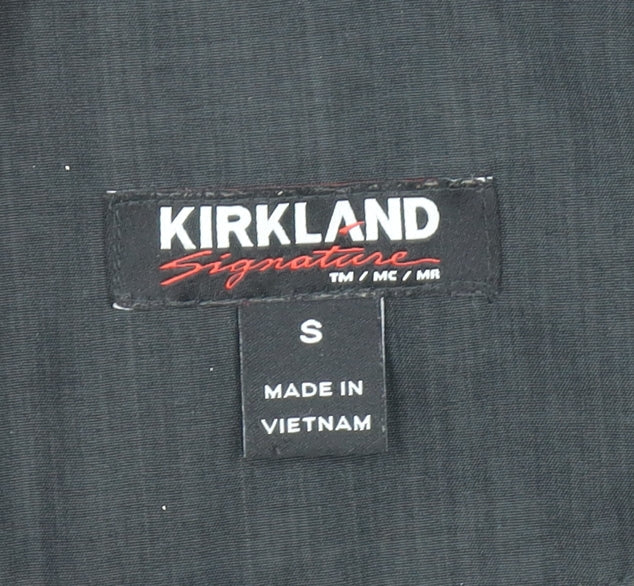 KIRKLAND
Signature
TM / MC / MR
S
MADE IN
VIETNAM